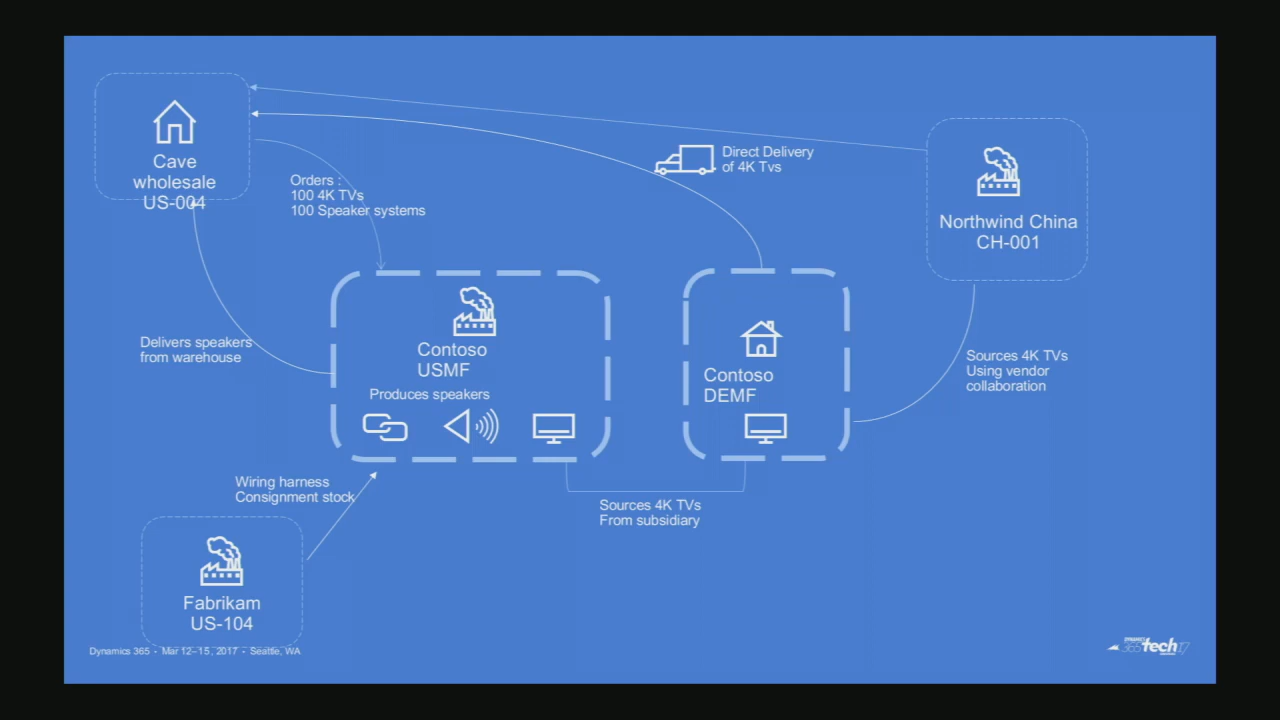 Cave
wholesale
US-004
Orders :
100 4K TVs
100 Speaker systems
Direct Delivery
of 4K Tvs
Northwind China
CH-001
Delivers speakers
from warehouse
Contoso
USMF
Produces speakers
Contoso
DEMF
Sources 4K TVs
Using vendor
collaboration
Wiring harness
Consignment stock
Sources 4K TVs
From subsidiary
Fabrikam
US-104
Dynamics 365 - Mar 12–15, 2017 - Seattle, WA
DYNAMICS
365 tech 17